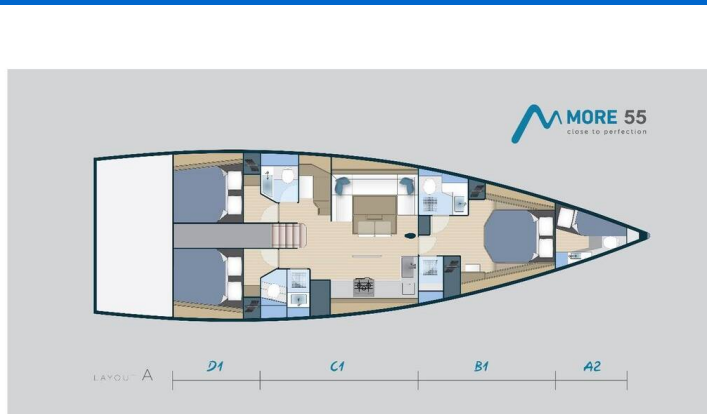 MORE 55
close to perfection
LAYOUT A
D1
C1
B1
A2